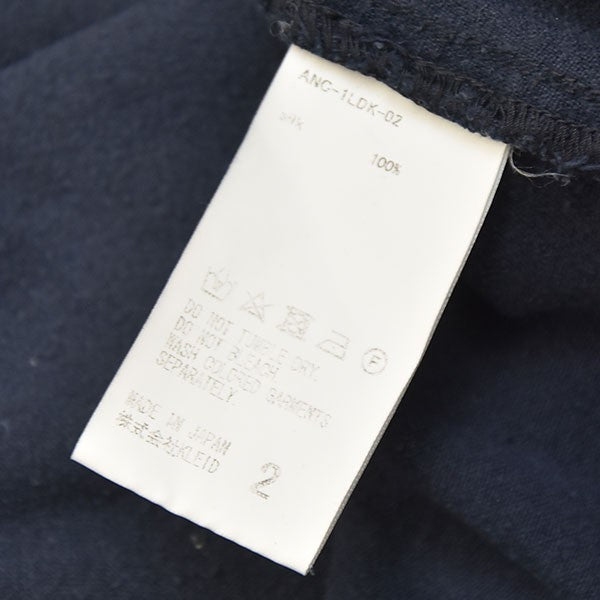 ANC-1LDK-02
silk
100%
F
DO NOT TUMBLE DRY.
DO NOT BLEACH.
WASH COLORED GARMENTS
SEPARATELY.
MADE IN JAPAN
株式会社KLEID
2